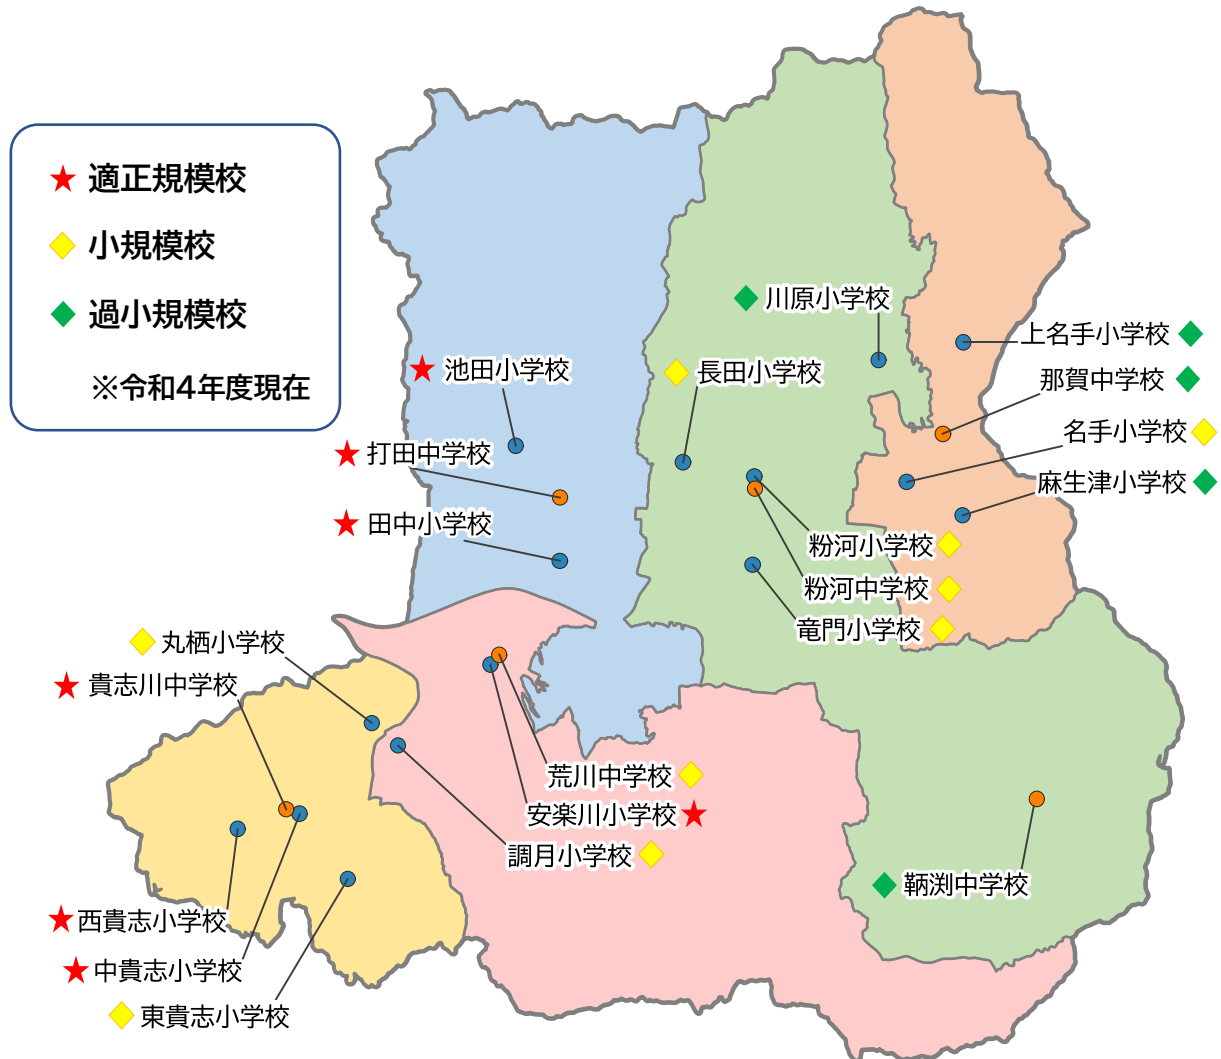 適正規模校
小規模校
過小規模校
※令和4年度現在
川原小学校
上名手小学校
池田小学校
長田小学校
那賀中学校
名手小学校
打田中学校
麻生津小学校
田中小学校
粉河小学校
粉河中学校
竜門小学校
丸栖小学校
貴志川中学校
荒川中学校
安楽川小学校
調月小学校
鞆渕中学校
西貴志小学校
中貴志小学校
東貴志小学校